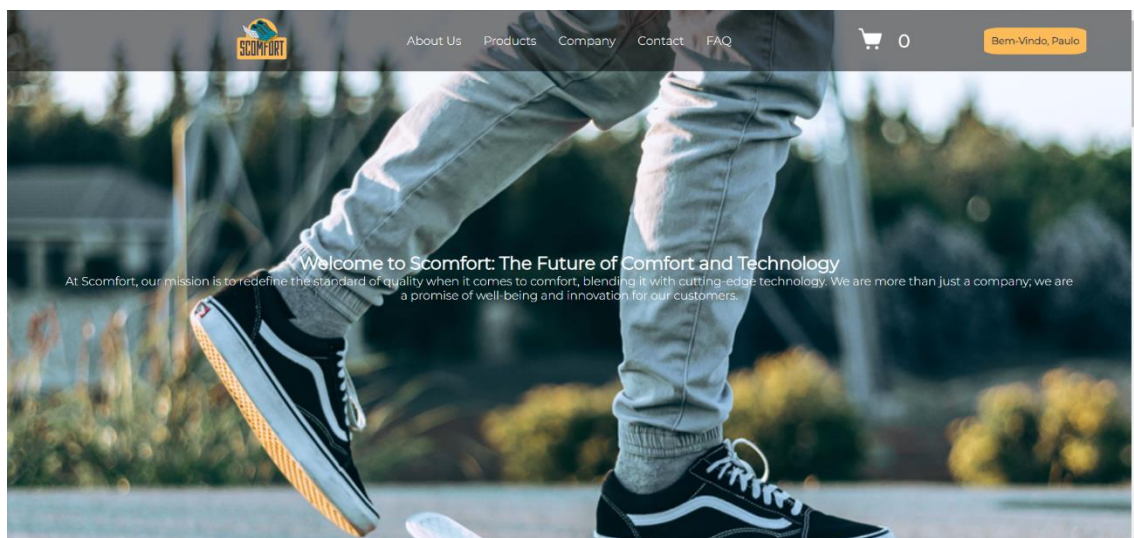 SCOMFORT
About Us Products Company Contact FAQ 0 Bem-Vindo, Paulo
Welcome to Scomfort: The Future of Comfort and Technology
At Scomfort, our mission is to redefine the standard of quality when it comes to comfort, blending it with cutting-edge technology. We are more than just a company; we are
a promise of well-being and innovation for our customers.